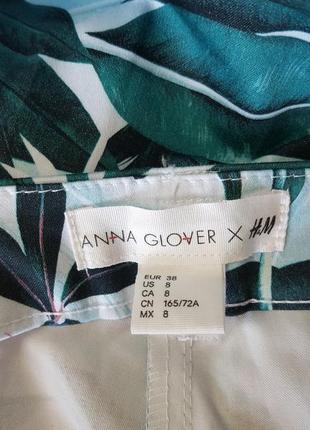 ANNA GLOVER X H&M
EUR 38
US 8
CA 8
CN 165/72A
MX 8